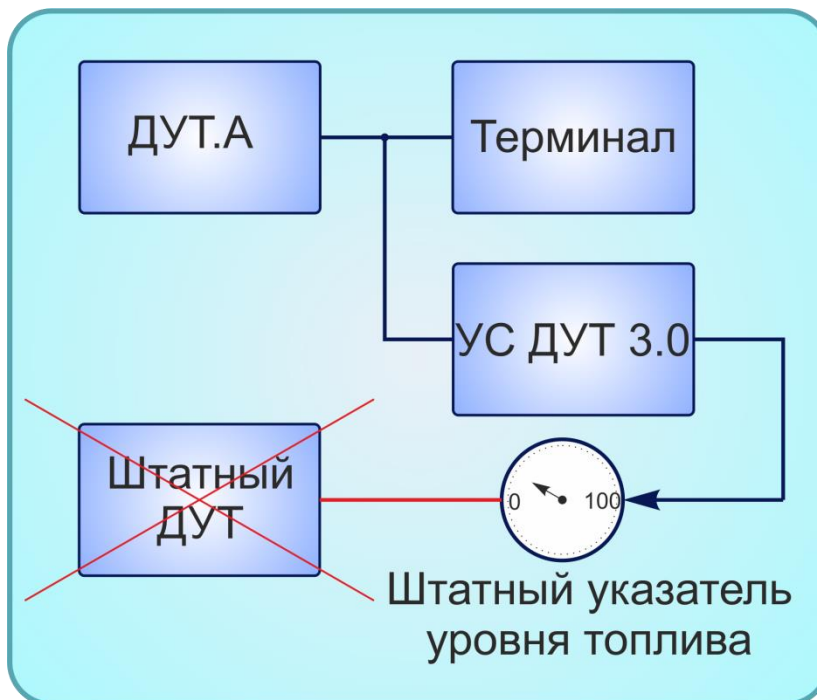 ДУТ.А
Терминал
УС ДУТ 3.0
Штатный
ДУТ
0
100
Штатный указатель
уровня топлива